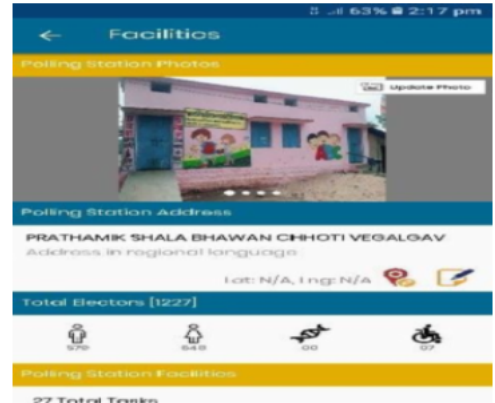 63% 2:17 pm
← Facilities
Polling Station Photos
Update Photo
Polling Station Address
PRATHAMIK SHALA BHAWAN CHHOTI VEGALGAV
Address in regional language
Lat: N/A, Lng: N/A
Total Electors [1227]
579 648 00 07
Polling Station Facilities
27 Total Tasks